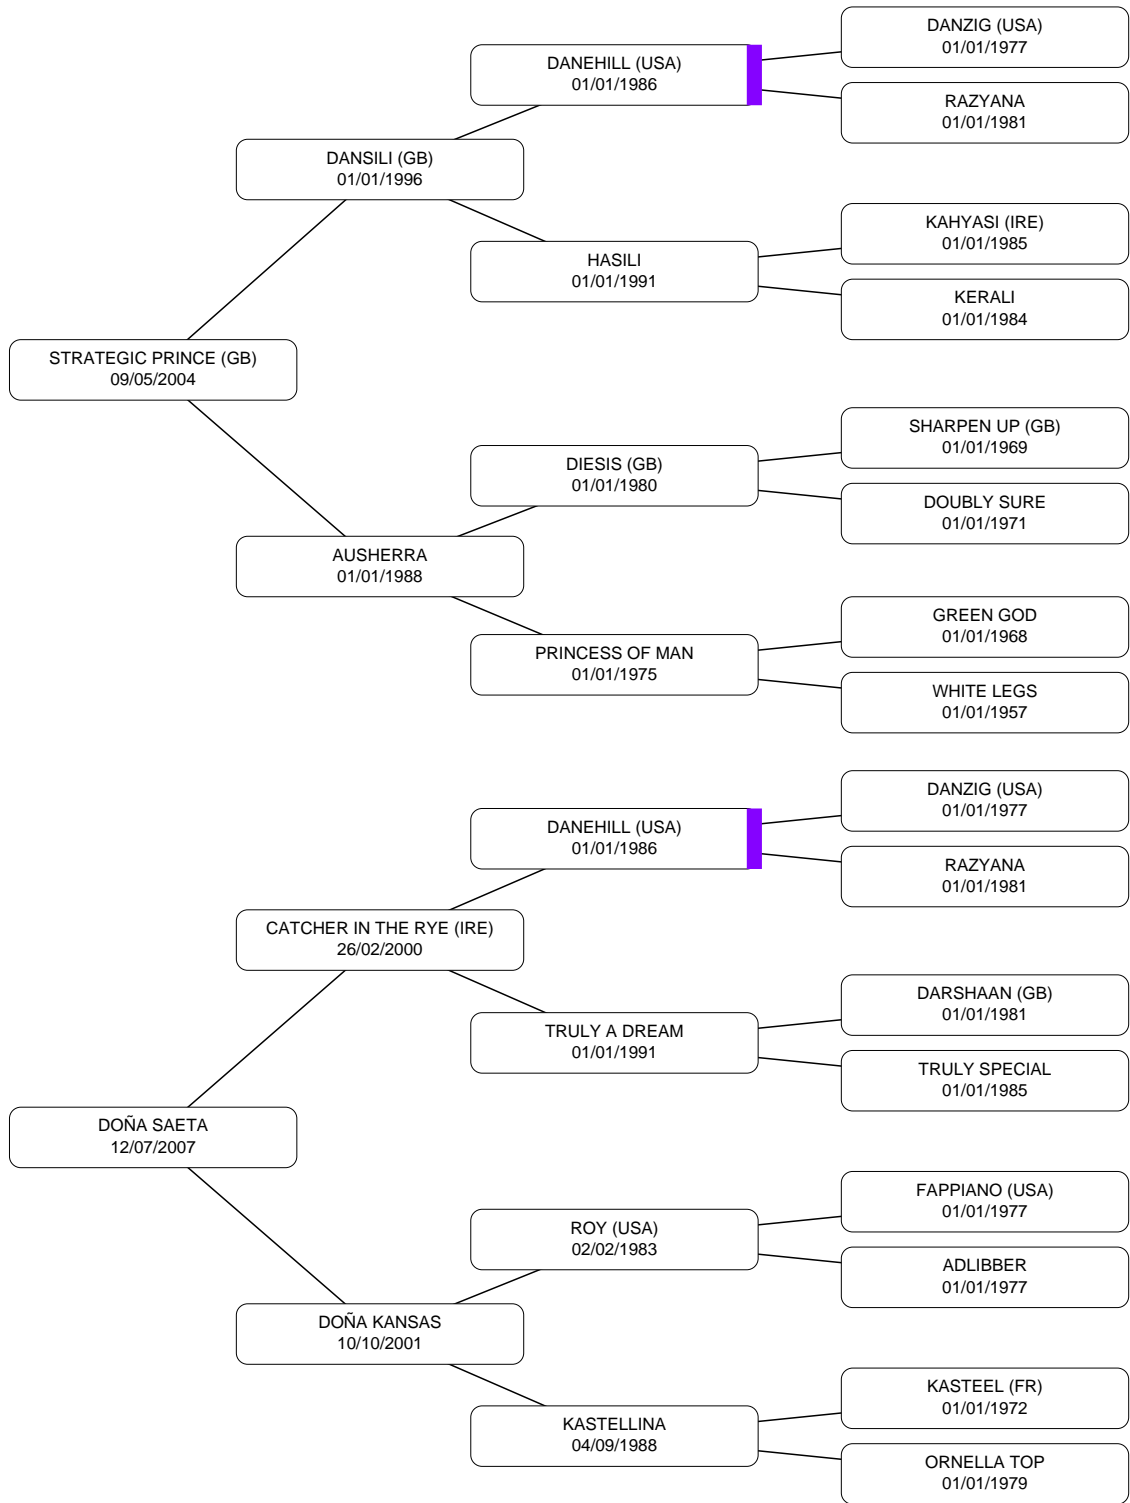 DANZIG (USA)
01/01/1977
DANEHILL (USA)
01/01/1986
RAZYANA
01/01/1981
DANSILI (GB)
01/01/1996
KAHYASI (IRE)
01/01/1985
HASILI
01/01/1991
KERALI
01/01/1984
STRATEGIC PRINCE (GB)
09/05/2004
SHARPEN UP (GB)
01/01/1969
DIESIS (GB)
01/01/1980
DOUBLY SURE
01/01/1971
AUSHERRA
01/01/1988
GREEN GOD
01/01/1968
PRINCESS OF MAN
01/01/1975
WHITE LEGS
01/01/1957
DANZIG (USA)
01/01/1977
DANEHILL (USA)
01/01/1986
RAZYANA
01/01/1981
CATCHER IN THE RYE (IRE)
26/02/2000
DARSHAAN (GB)
01/01/1981
TRULY A DREAM
01/01/1991
TRULY SPECIAL
01/01/1985
DOÑA SAETA
12/07/2007
FAPPIANO (USA)
01/01/1977
ROY (USA)
02/02/1983
ADLIBBER
01/01/1977
DOÑA KANSAS
10/10/2001
KASTEEL (FR)
01/01/1972
KASTELLINA
04/09/1988
ORNELLA TOP
01/01/1979